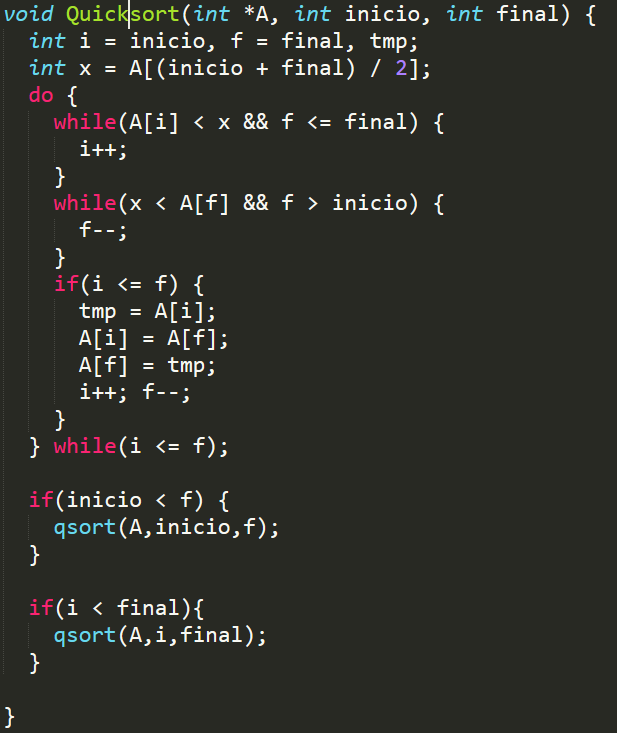 void Quicksort(int *A, int inicio, int final) {
  int i = inicio, f = final, tmp;
  int x = A[(inicio + final) / 2];
  do {
    while(A[i] < x && f <= final) {
      i++;
    }
    while(x < A[f] && f > inicio) {
      f--;
    }
    if(i <= f) {
      tmp = A[i];
      A[i] = A[f];
      A[f] = tmp;
      i++; f--;
    }
  } while(i <= f);

  if(inicio < f) {
    qsort(A,inicio,f);
  }

  if(i < final){
    qsort(A,i,final);
  }

}